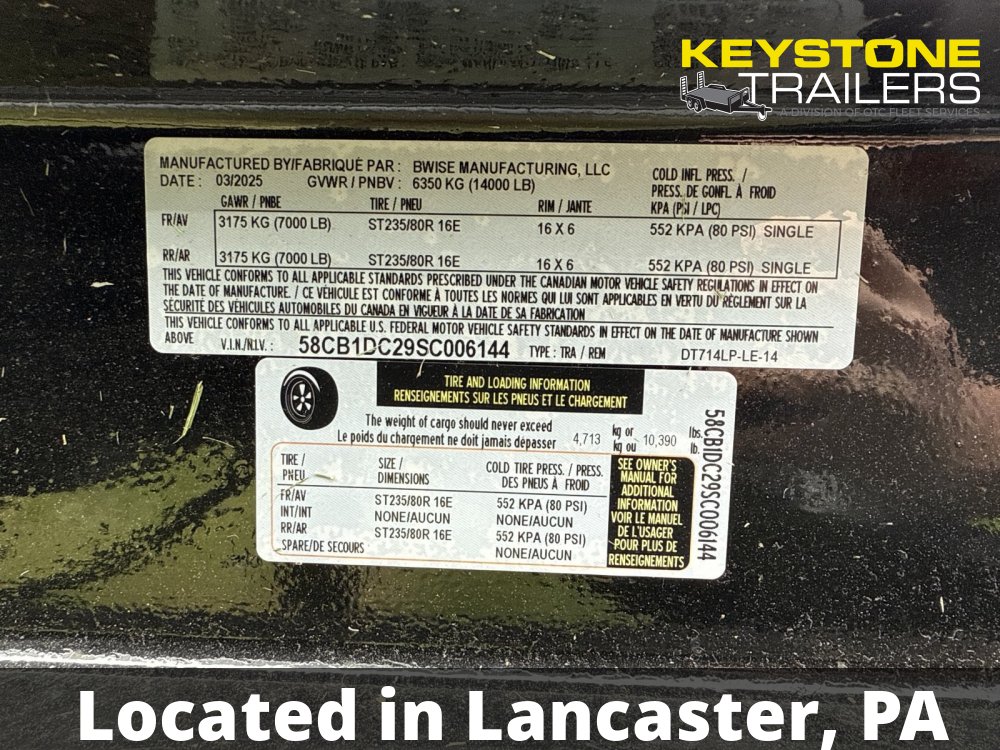 KEYSTONE
TRAILERS
A DIVISION OF OTC FLEET SERVICES
MANUFACTURED BY/FABRIQUÉ PAR : BWISE MANUFACTURING, LLC
DATE : 03/2025 GVWR / PNBV : 6350 KG (14000 LB)
COLD INFL PRESS. /
PRESS. DE GONFL À FROID
GAWR / PNBE TIRE / PNEU RIM / JANTE KPA (PSI / LPC)
FR/AV 3175 KG (7000 LB) ST235/80R 16E 16 X 6 552 KPA (80 PSI) SINGLE
RR/AR 3175 KG (7000 LB) ST235/80R 16E 16 X 6 552 KPA (80 PSI) SINGLE
THIS VEHICLE CONFORMS TO ALL APPLICABLE STANDARDS PRESCRIBED UNDER THE CANADIAN MOTOR VEHICLE SAFETY REGULATIONS IN EFFECT ON
THE DATE OF MANUFACTURE. / CE VÉHICULE EST CONFORME À TOUTES LES NORMES QUI LUI SONT APPLICABLES EN VERTU DU RÈGLEMENT SUR LA
SÉCURITÉ DES VÉHICULES AUTOMOBILES DU CANADA EN VIGUEUR À LA DATE DE SA FABRICATION
THIS VEHICLE CONFORMS TO ALL APPLICABLE U.S. FEDERAL MOTOR VEHICLE SAFETY STANDARDS IN EFFECT ON THE DATE OF MANUFACTURE SHOWN
ABOVE V.I.N./N.I.V. : 58CB1DC29SC006144 TYPE : TRA / REM DT714LP-LE-14
TIRE AND LOADING INFORMATION
RENSEIGNEMENTS SUR LES PNEUS ET LE CHARGEMENT
The weight of cargo should never exceed
Le poids du chargement ne doit jamais dépasser 4,713 kg or
kg ou 10,390 lbs.
lb.
TIRE /
PNEU SIZE /
DIMENSIONS COLD TIRE PRESS. / PRESS.
DES PNEUS À FROID
FR/AV ST235/80R 16E 552 KPA (80 PSI)
INT/INT NONE/AUCUN NONE/AUCUN
RR/AR ST235/80R 16E 552 KPA (80 PSI)
SPARE/DE SECOURS NONE/AUCUN
SEE OWNER'S
MANUAL FOR
ADDITIONAL
INFORMATION
VOIR LE MANUEL
DE L'USAGER
POUR PLUS DE
RENSEIGNEMENTS
58CB1DC29SC006144
Located in Lancaster, PA